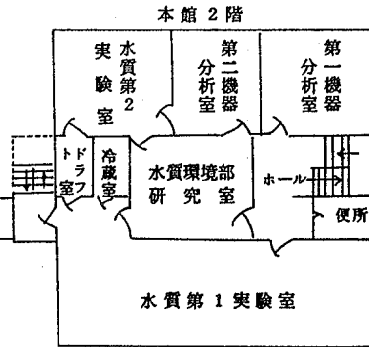 本館2階
水質第2
実験室
第二機器
分析室
第一機器
分析室
ドラフ
ト室
冷蔵室
水質環境部
研究室
ホール
便所
水質第1実験室